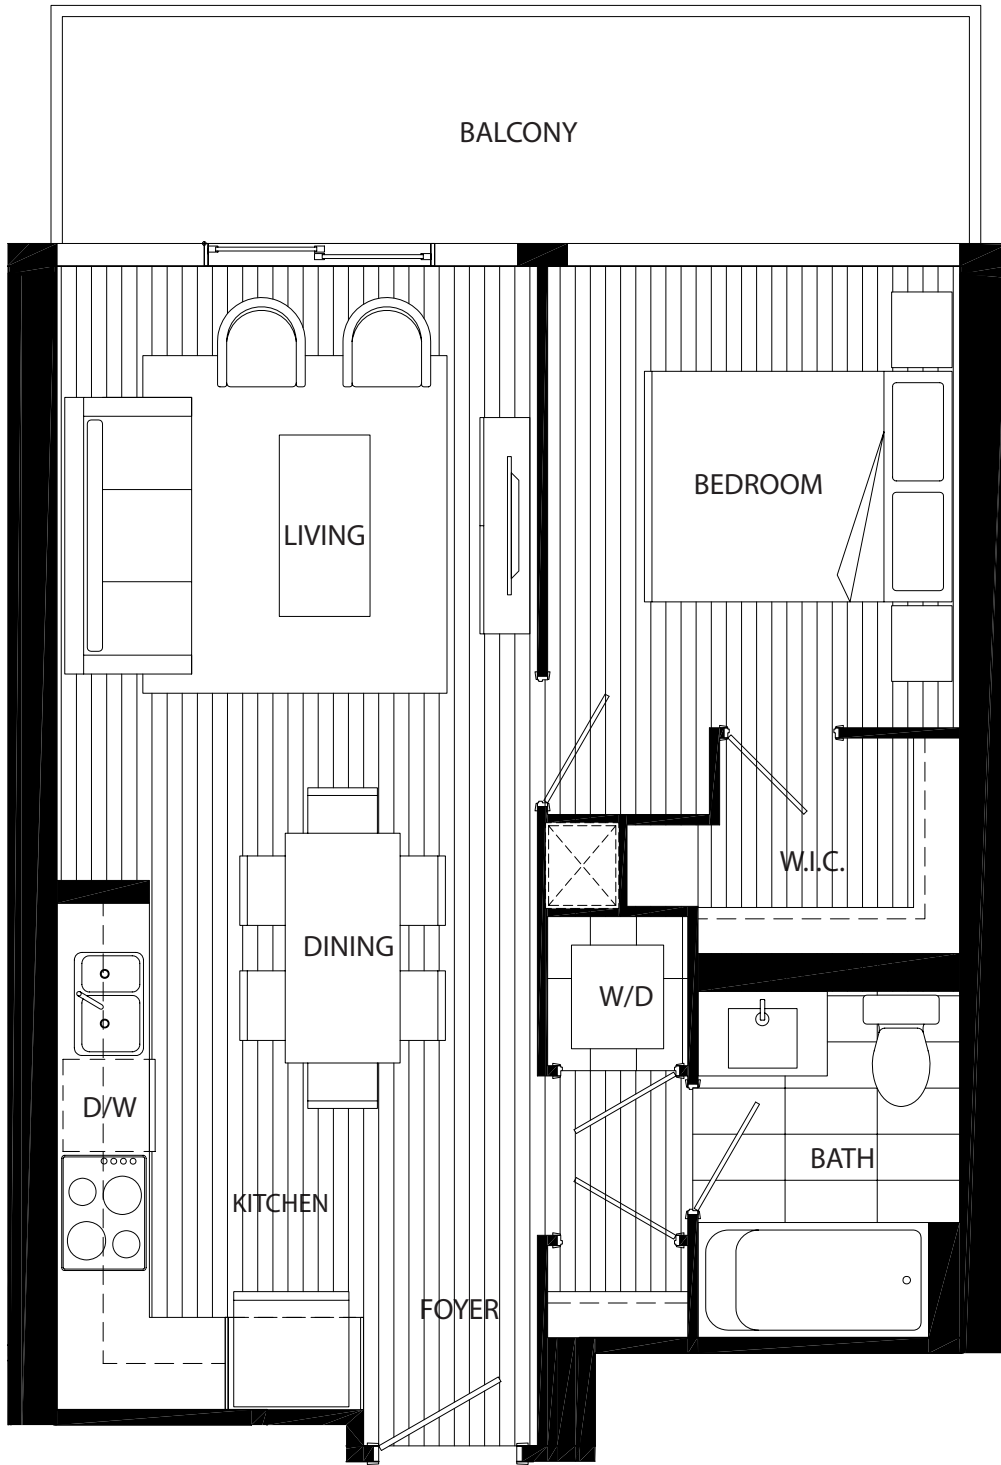 BALCONY
BEDROOM
LIVING
W.I.C.
DINING
W/D
D/W
BATH
KITCHEN
FOYER